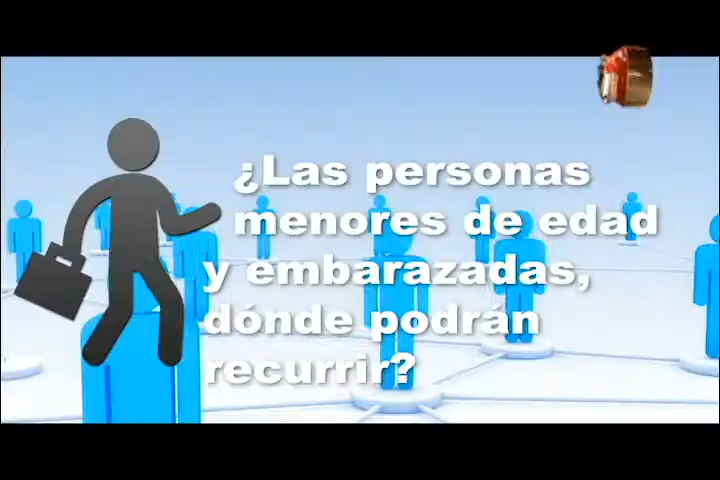 ¿Las personas
menores de edad
y embarazadas,
dónde podrán
recurrir?